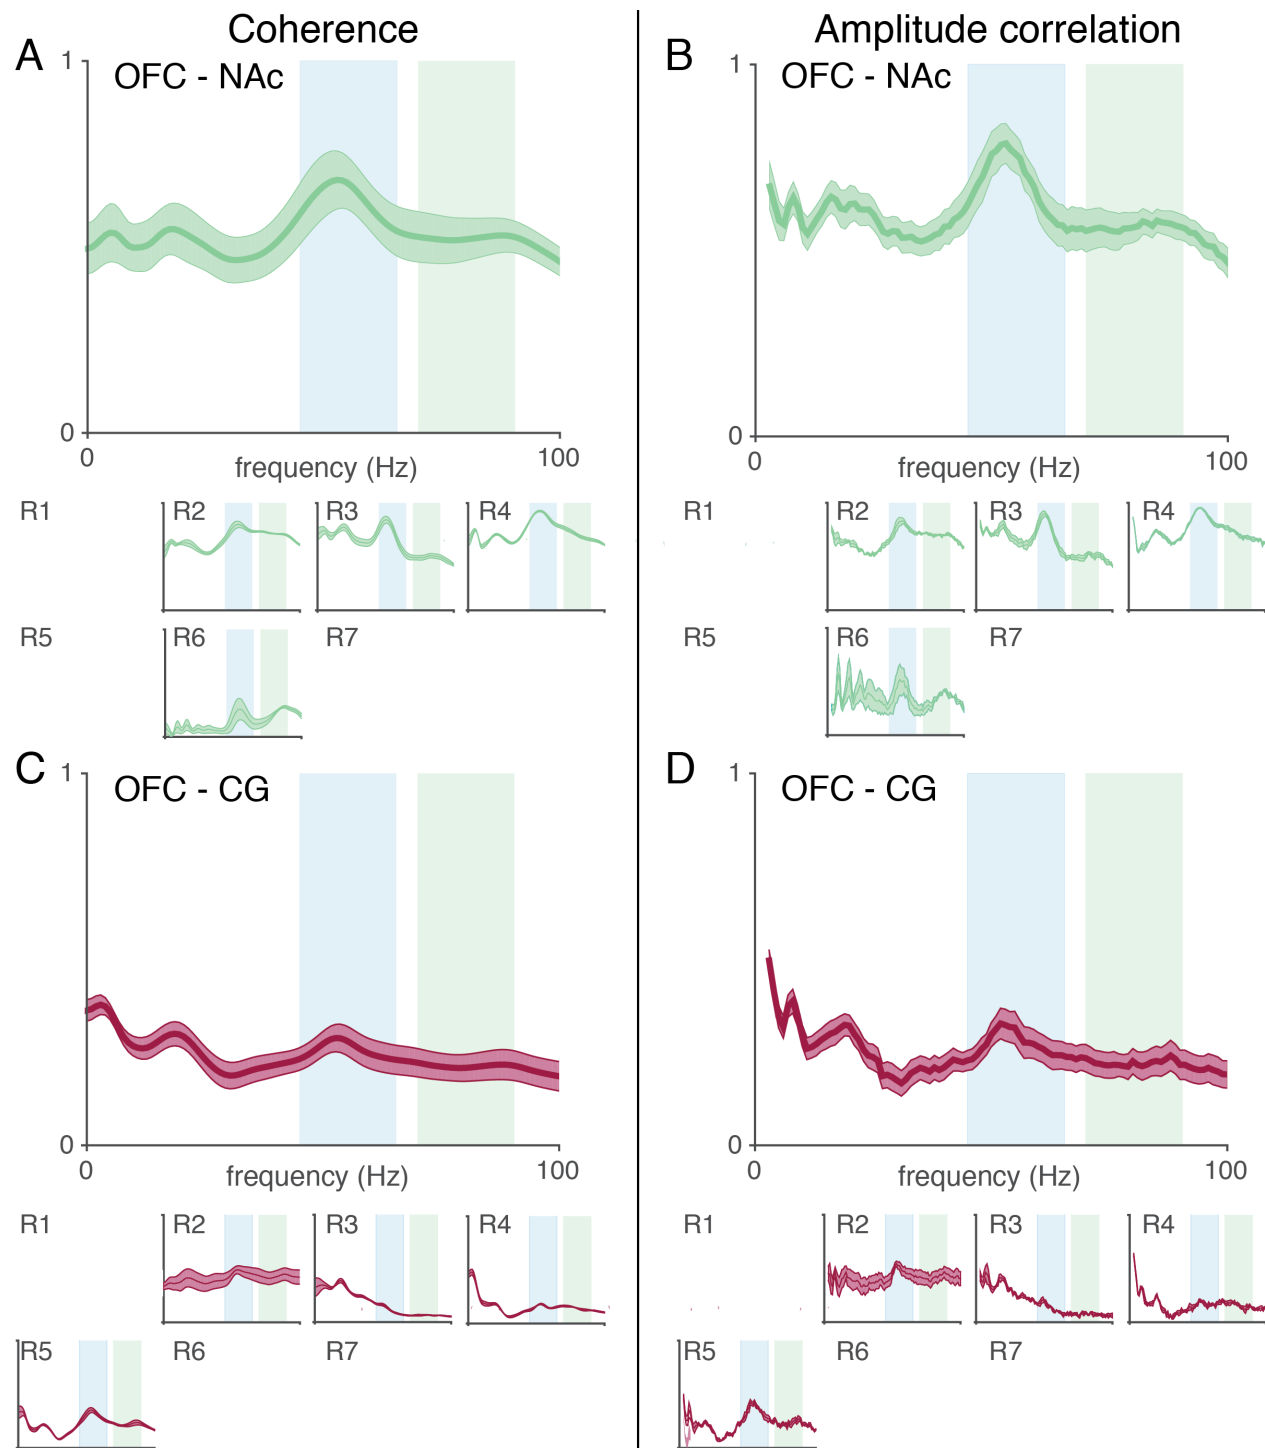 Coherence
Amplitude correlation
A
1
OFC - NAc
0
0
frequency (Hz)
100
R1
R2
R3
R4
R5
R6
R7
B
1
OFC - NAc
0
0
frequency (Hz)
100
R1
R2
R3
R4
R5
R6
R7
C
1
OFC - CG
0
0
frequency (Hz)
100
R1
R2
R3
R4
R5
R6
R7
D
1
OFC - CG
0
0
frequency (Hz)
100
R1
R2
R3
R4
R5
R6
R7